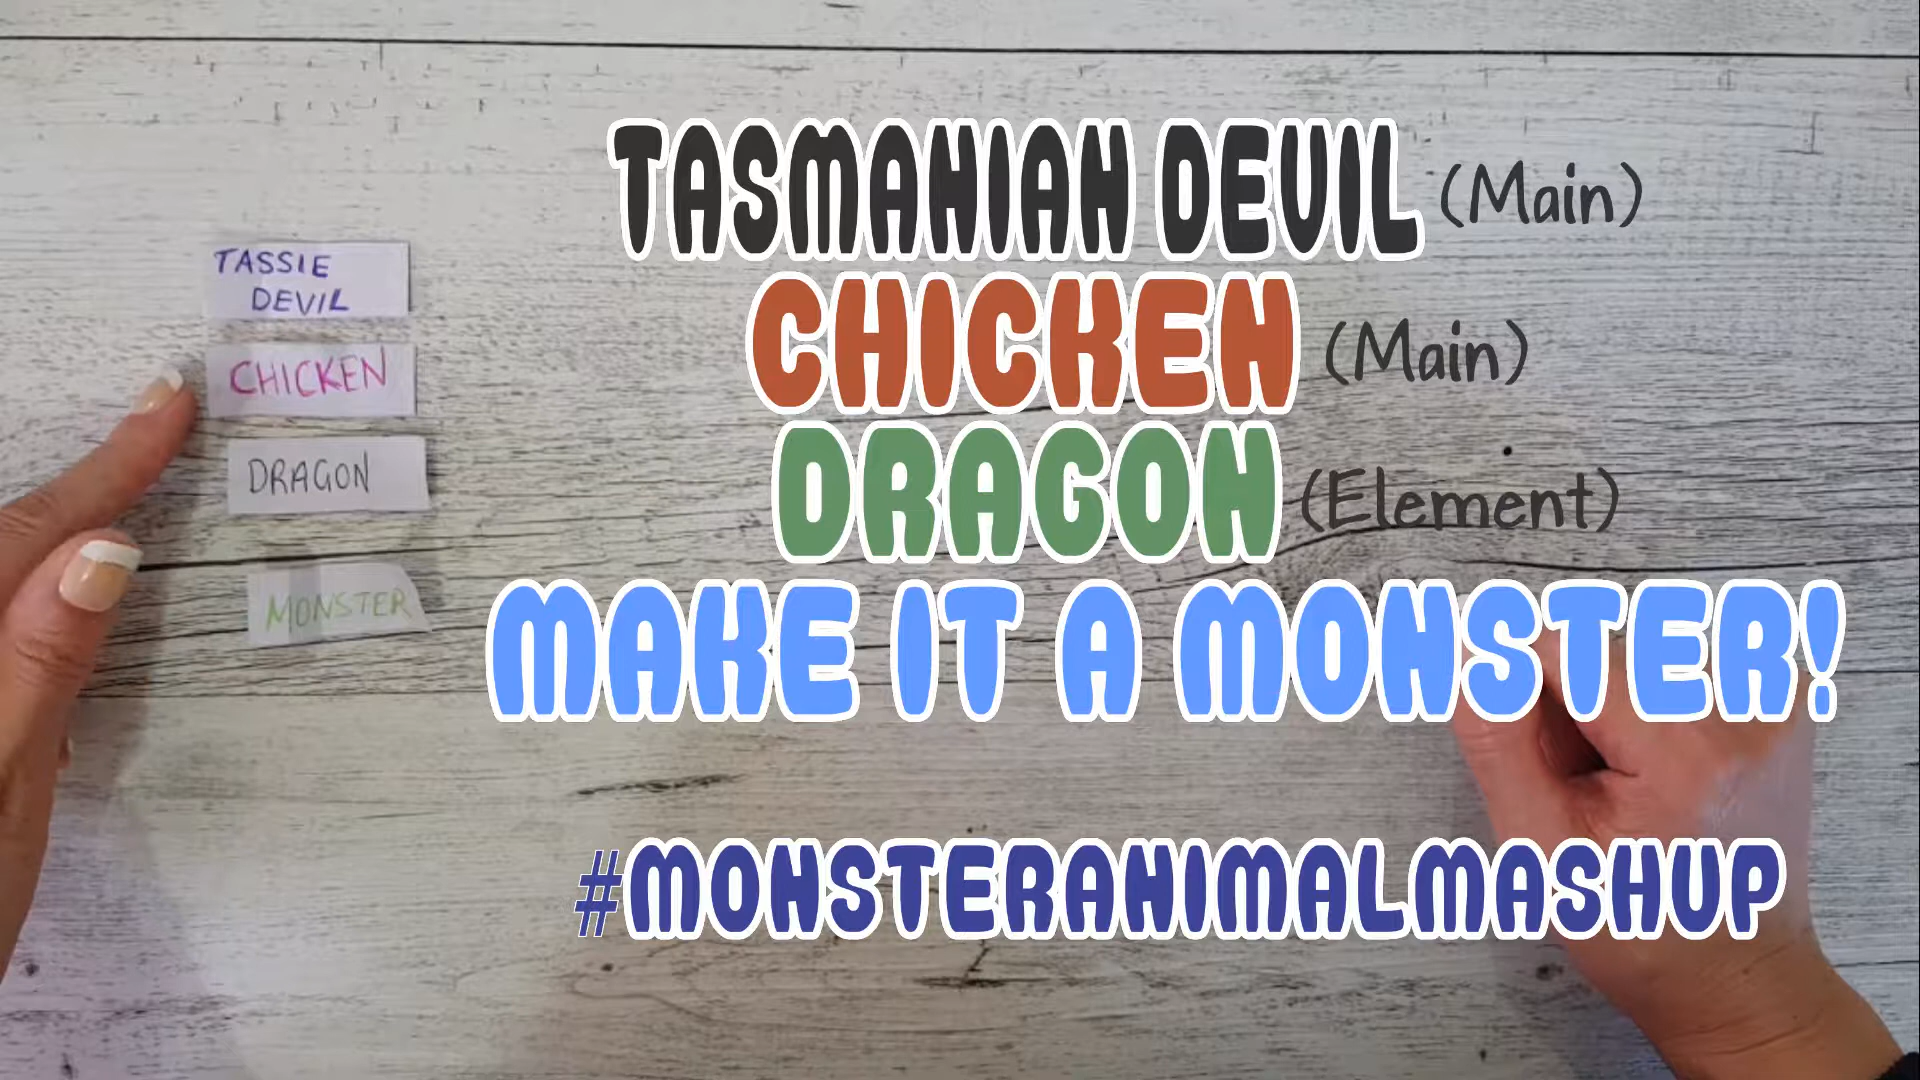 TASSIE
DEVIL
CHICKEN
DRAGON
MONSTER
TASMANIAN DEVIL (Main)
CHICKEN (Main)
DRAGON (Element)
MAKE IT A MONSTER!
#MONSTERANIMALMASHUP